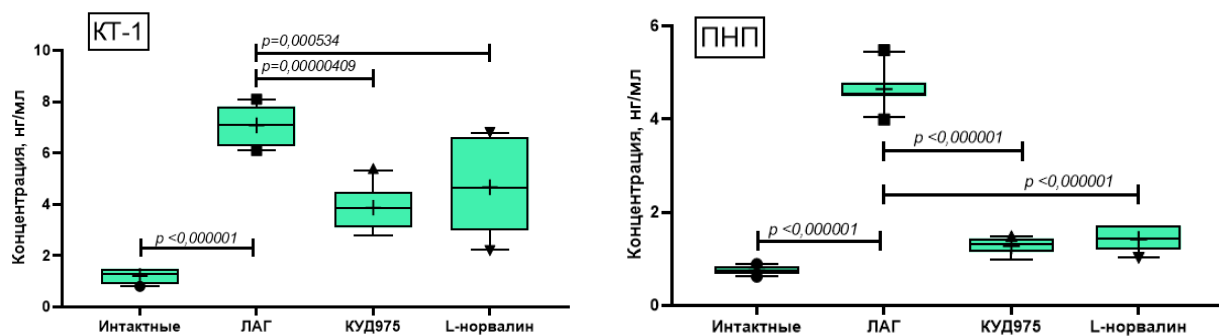 КТ-1
Концентрация, нг/мл
10
8
6
4
2
0
p=0,000534
p=0,00000409
p <0,000001
Интактные ЛАГ КУД975 L-норвалин
ПНП
Концентрация, нг/мл
6
4
2
0
p <0,000001
p <0,000001
p <0,000001
Интактные ЛАГ КУД975 L-норвалин